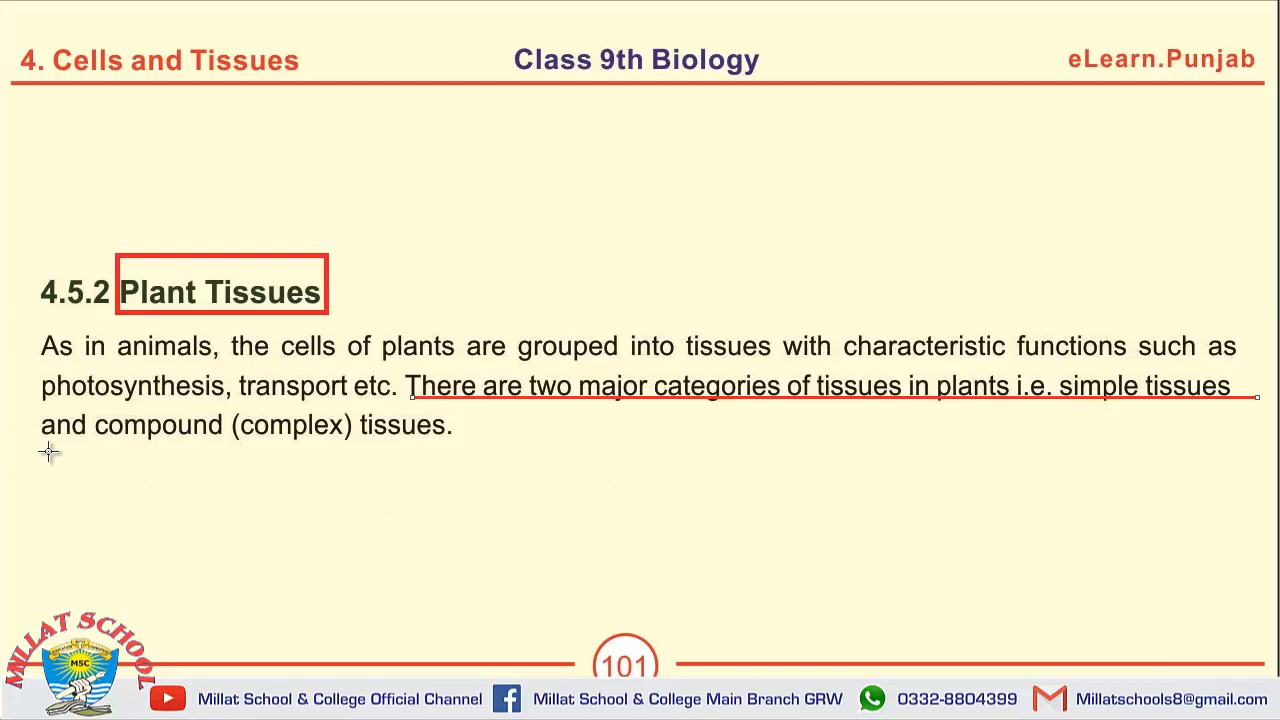 4. Cells and Tissues
Class 9th Biology
eLearn.Punjab
4.5.2 Plant Tissues
As in animals, the cells of plants are grouped into tissues with characteristic functions such as
photosynthesis, transport etc. There are two major categories of tissues in plants i.e. simple tissues
and compound (complex) tissues.
101
MILLAT SCHOOL
MSC
Millat School & College Official Channel
Millat School & College Main Branch GRW
0332-8804399
Millatschools8@gmail.com